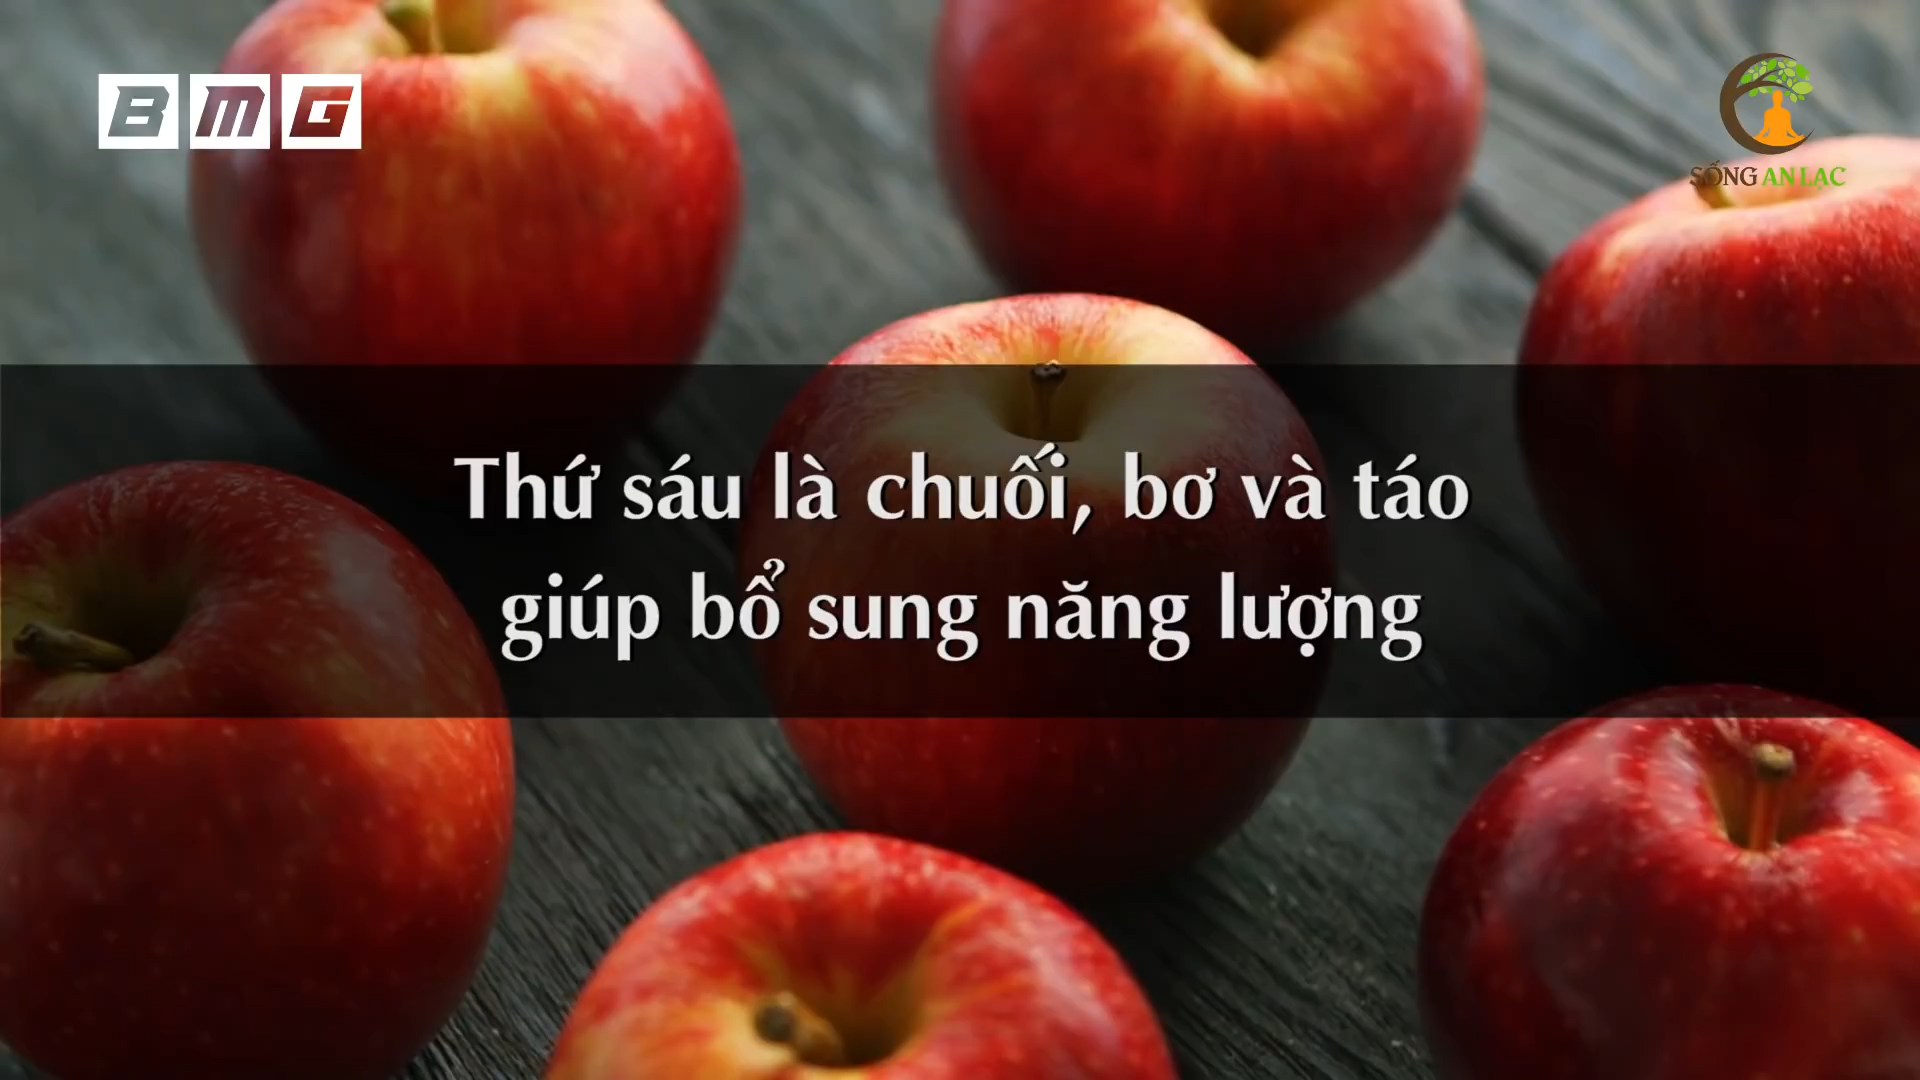 BMG
SỐNG AN LẠC
Thứ sáu là chuối, bơ và táo
giúp bổ sung năng lượng